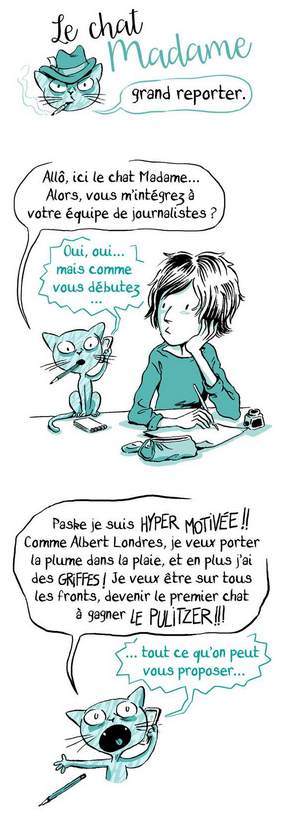 Le chat
Madame
grand reporter.
Allô, ici le chat Madame...
Alors, vous m'intégrez à
votre équipe de journalistes ?
Oui, oui...
mais comme
vous débutez
...
Paske je suis HYPER MOTIVÉE !!
Comme Albert Londres, je veux porter
la plume dans la plaie, et en plus j'ai
des GRIFFES ! Je veux être sur tous
les fronts, devenir le premier chat
à gagner LE PULITZER !!!
... tout ce qu'on peut
vous proposer...